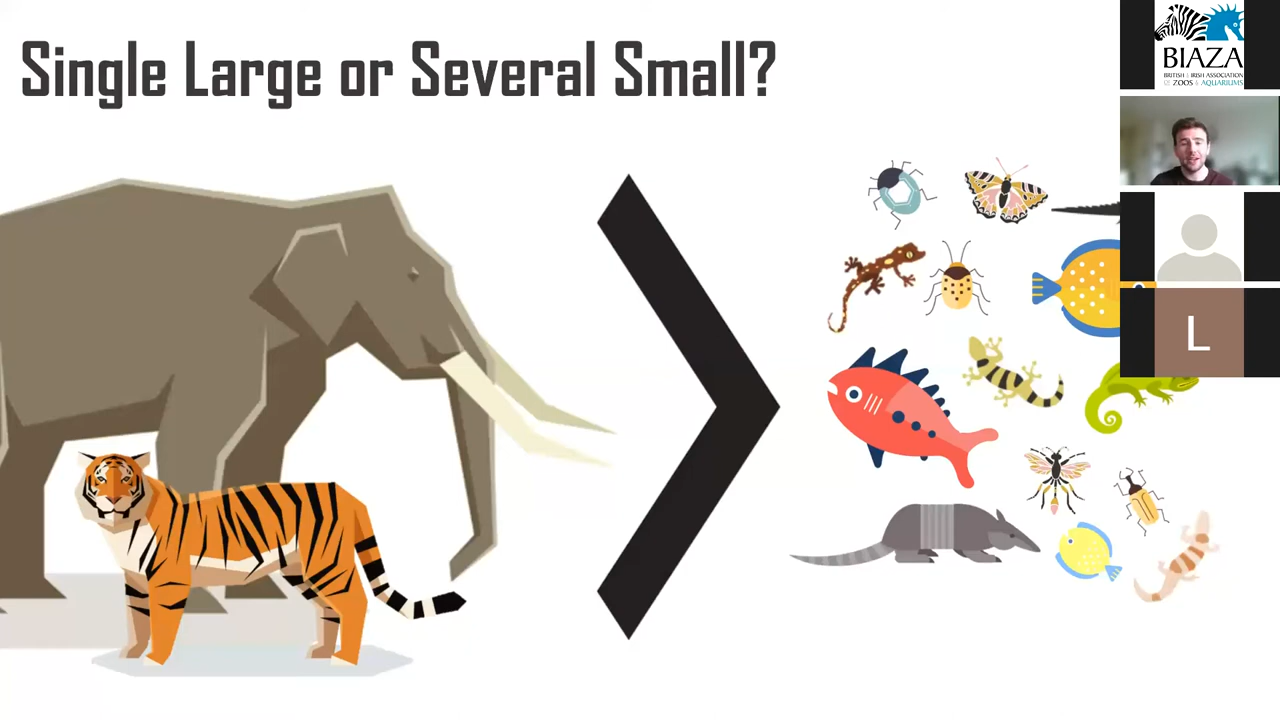 Single Large or Several Small?
BIAZA
BRITISH & IRISH ASSOCIATION
OF ZOOS & AQUARIUMS
L